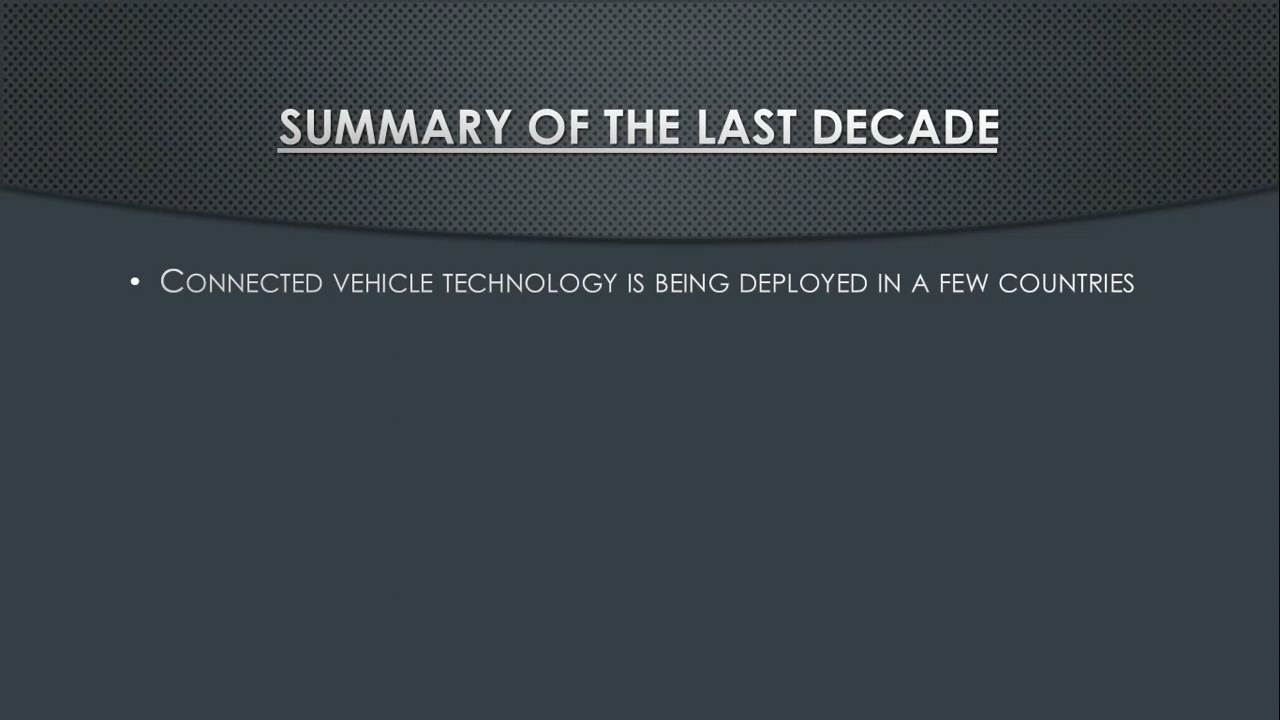 SUMMARY OF THE LAST DECADE
• CONNECTED VEHICLE TECHNOLOGY IS BEING DEPLOYED IN A FEW COUNTRIES